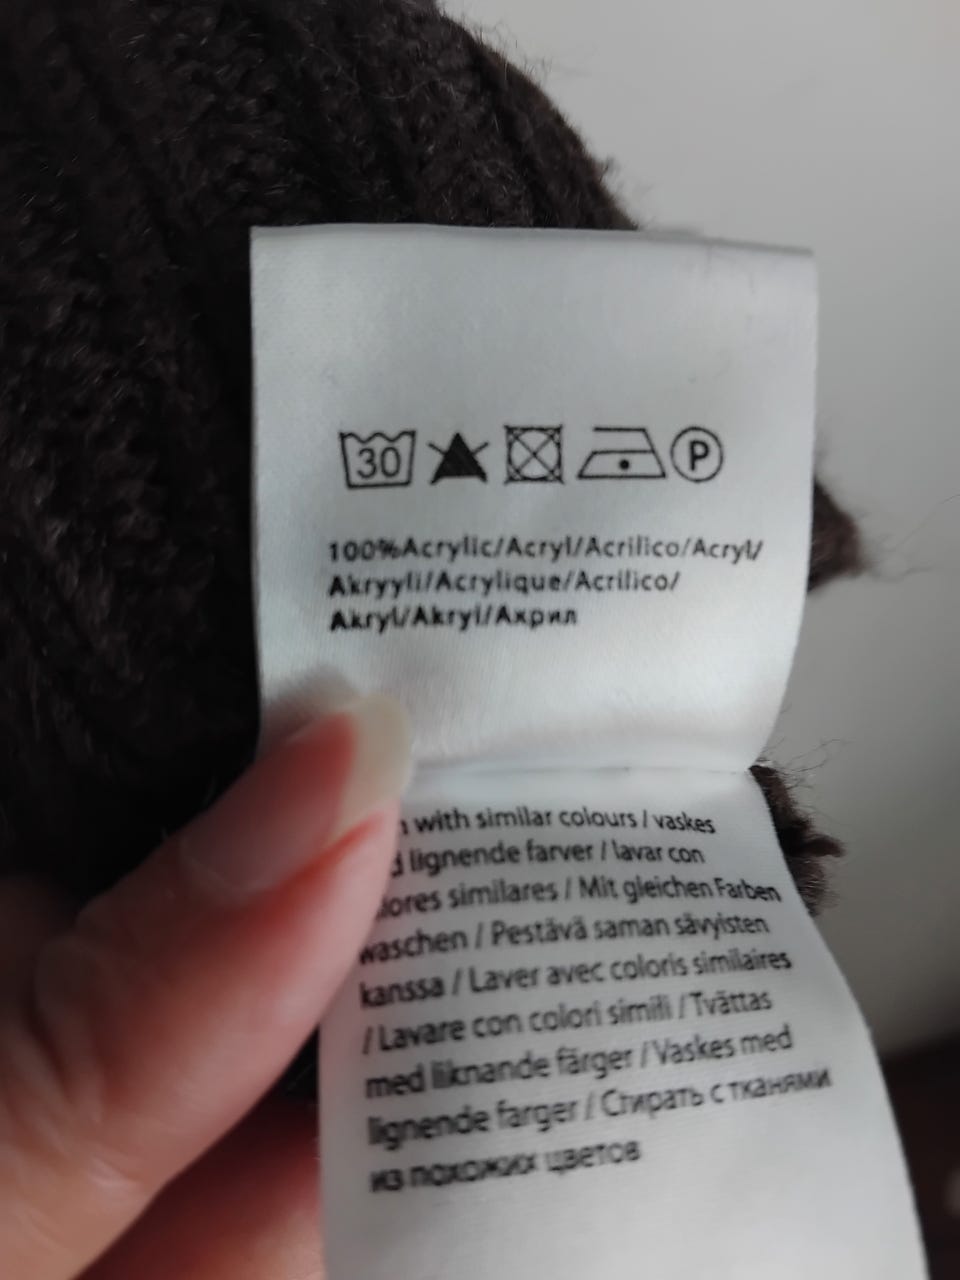 30 P
100%Acrylic/Acryl/Acrilico/Acryl/
Akryyli/Acrylique/Acrilico/
Akryl/Akryl/Акрил
with similar colours / vaskes
lignende farver / lavar con
similares / Mit gleichen Farben
waschen / Pestävä saman sävyisten
kanssa / Laver avec coloris similaires
/ Lavare con colori simili / Tvättas
med liknande färger / Vaskes med
lignende farger / Стирать с тканями
из похожих цветов